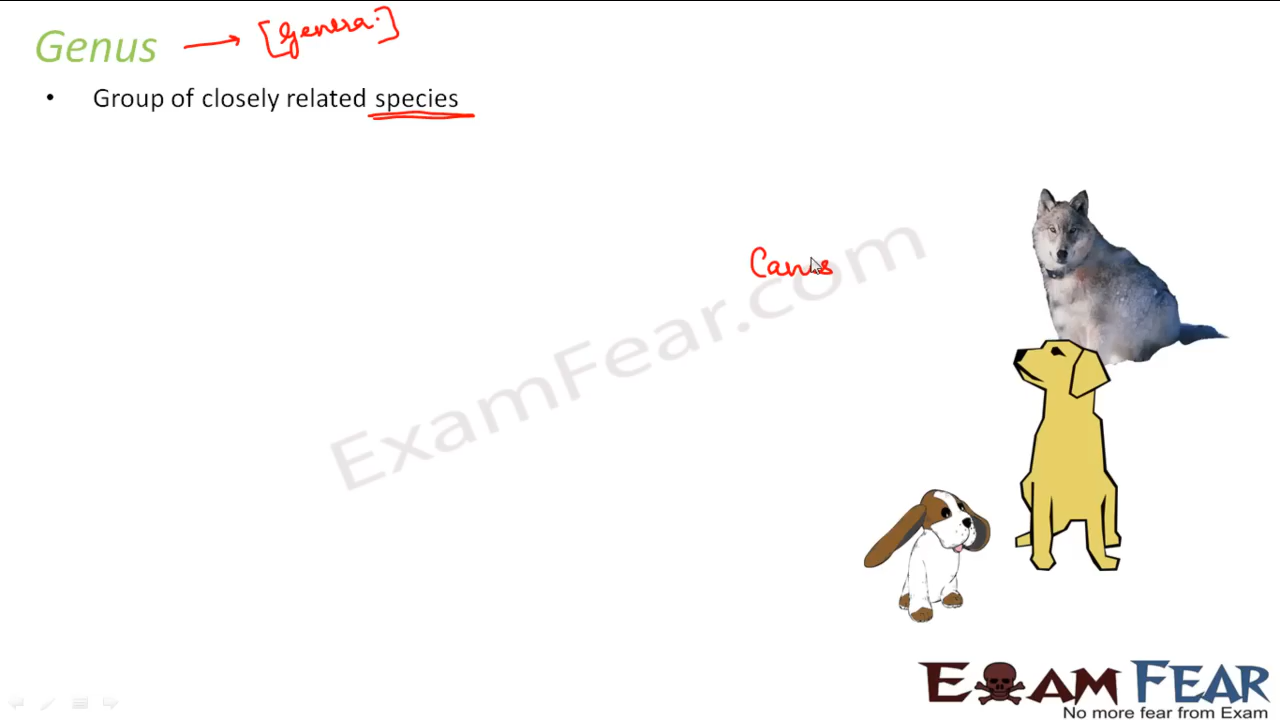 Genus → [Genera.]
• Group of closely related species
Canis
ExamFear.com
EXAM FEAR
No more fear from Exam